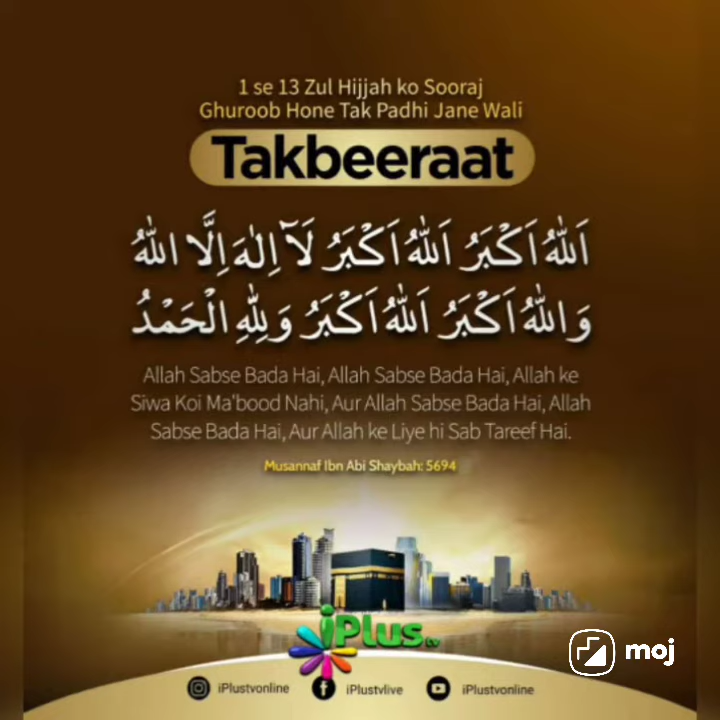 1 se 13 Zul Hijjah ko Sooraj
Ghuroob Hone Tak Padhi Jane Wali
Takbeeraat
اَللّٰهُ اَكْبَرُ اَللّٰهُ اَكْبَرُ لَآ اِلٰهَ اِلَّا اللّٰهُ
وَاللّٰهُ اَكْبَرُ اَللّٰهُ اَكْبَرُ وَلِلّٰهِ الْحَمْدُ
Allah Sabse Bada Hai, Allah Sabse Bada Hai, Allah ke
Siwa Koi Ma'bood Nahi, Aur Allah Sabse Bada Hai, Allah
Sabse Bada Hai, Aur Allah ke Liye hi Sab Tareef Hai.
Musannaf Ibn Abi Shaybah: 5694
iPlus tv
moj
iPlustvonline iPlustvlive iPlustvonline